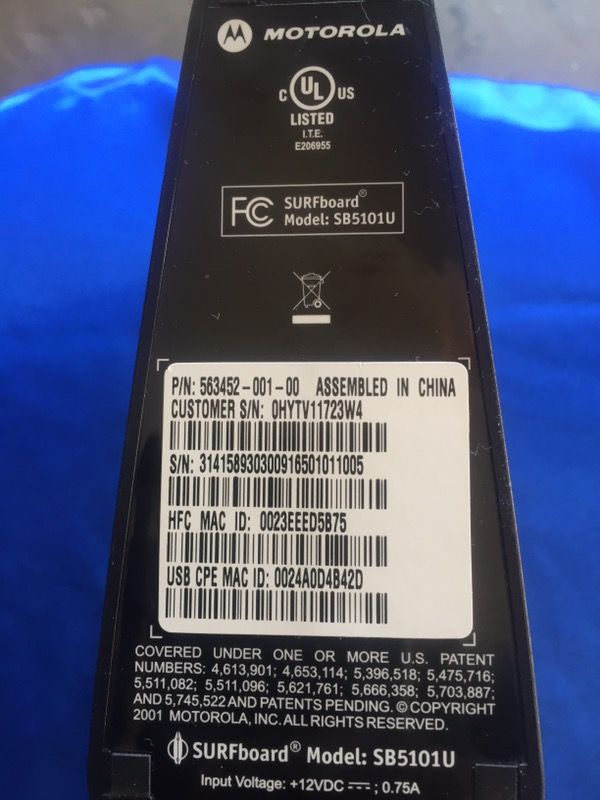 MOTOROLA
C UL US
LISTED
I.T.E.
E206955
FC SURFboard®
Model: SB5101U
P/N: 563452-001-00 ASSEMBLED IN CHINA
CUSTOMER S/N: 0HYTV11723W4
S/N: 314158930300916501011005
HFC MAC ID: 0023EEED5B75
USB CPE MAC ID: 0024A0D4B42D
COVERED UNDER ONE OR MORE U.S. PATENT
NUMBERS: 4,613,901; 4,653,114; 5,396,518; 5,475,716;
5,511,082; 5,511,096; 5,621,761; 5,666,358; 5,703,887;
AND 5,745,522 AND PATENTS PENDING. © COPYRIGHT
2001 MOTOROLA, INC. ALL RIGHTS RESERVED.
SURFboard® Model: SB5101U
Input Voltage: +12VDC ⎓; 0.75A